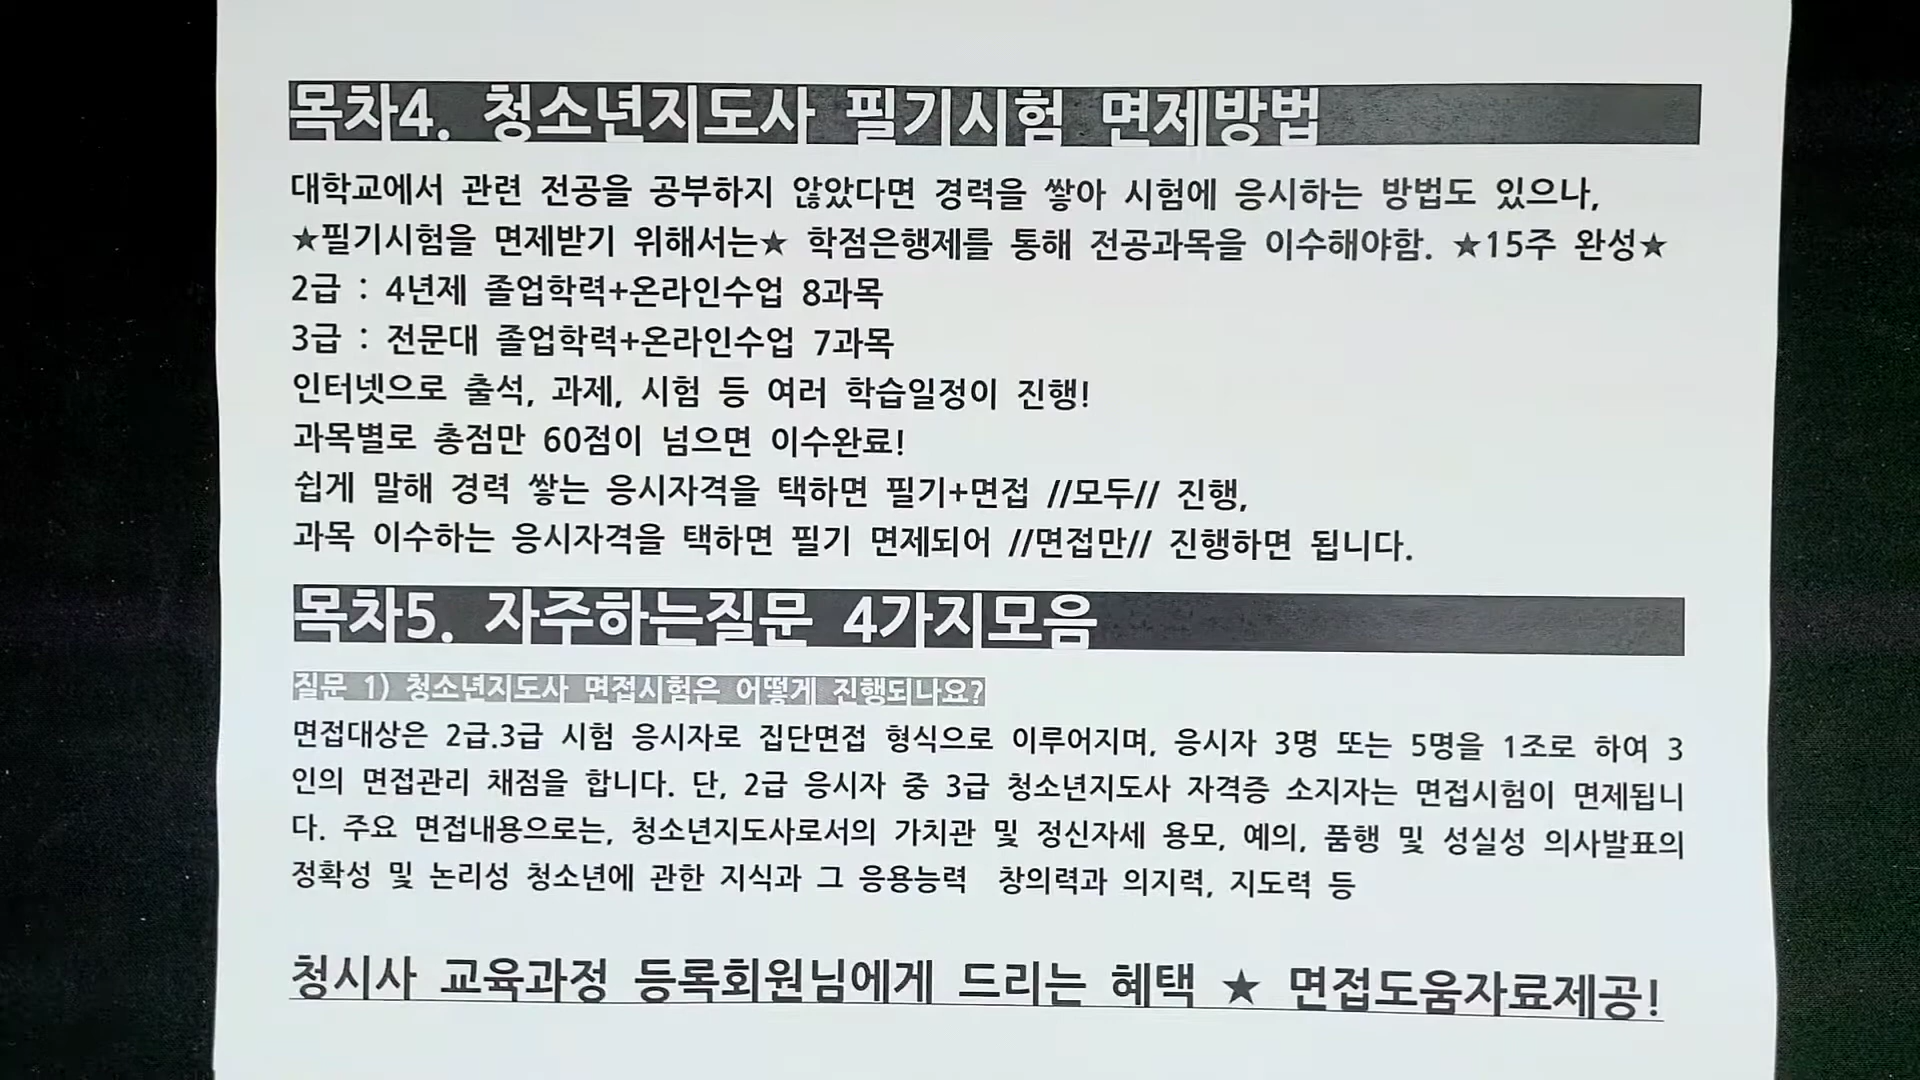 목차4. 청소년지도사 필기시험 면제방법
대학교에서 관련 전공을 공부하지 않았다면 경력을 쌓아 시험에 응시하는 방법도 있으나,
★필기시험을 면제받기 위해서는★ 학점은행제를 통해 전공과목을 이수해야함. ★15주 완성★
2급 : 4년제 졸업학력+온라인수업 8과목
3급 : 전문대 졸업학력+온라인수업 7과목
인터넷으로 출석, 과제, 시험 등 여러 학습일정이 진행!
과목별로 총점만 60점이 넘으면 이수완료!
쉽게 말해 경력 쌓는 응시자격을 택하면 필기+면접 //모두// 진행,
과목 이수하는 응시자격을 택하면 필기 면제되어 //면접만// 진행하면 됩니다.
목차5. 자주하는질문 4가지모음
질문 1) 청소년지도사 면접시험은 어떻게 진행되나요?
면접대상은 2급.3급 시험 응시자로 집단면접 형식으로 이루어지며, 응시자 3명 또는 5명을 1조로 하여 3
인의 면접관리 채점을 합니다. 단, 2급 응시자 중 3급 청소년지도사 자격증 소지자는 면접시험이 면제됩니
다. 주요 면접내용으로는, 청소년지도사로서의 가치관 및 정신자세 용모, 예의, 품행 및 성실성 의사발표의
정확성 및 논리성 청소년에 관한 지식과 그 응용능력 창의력과 의지력, 지도력 등
청시사 교육과정 등록회원님에게 드리는 혜택 ★ 면접도움자료제공!